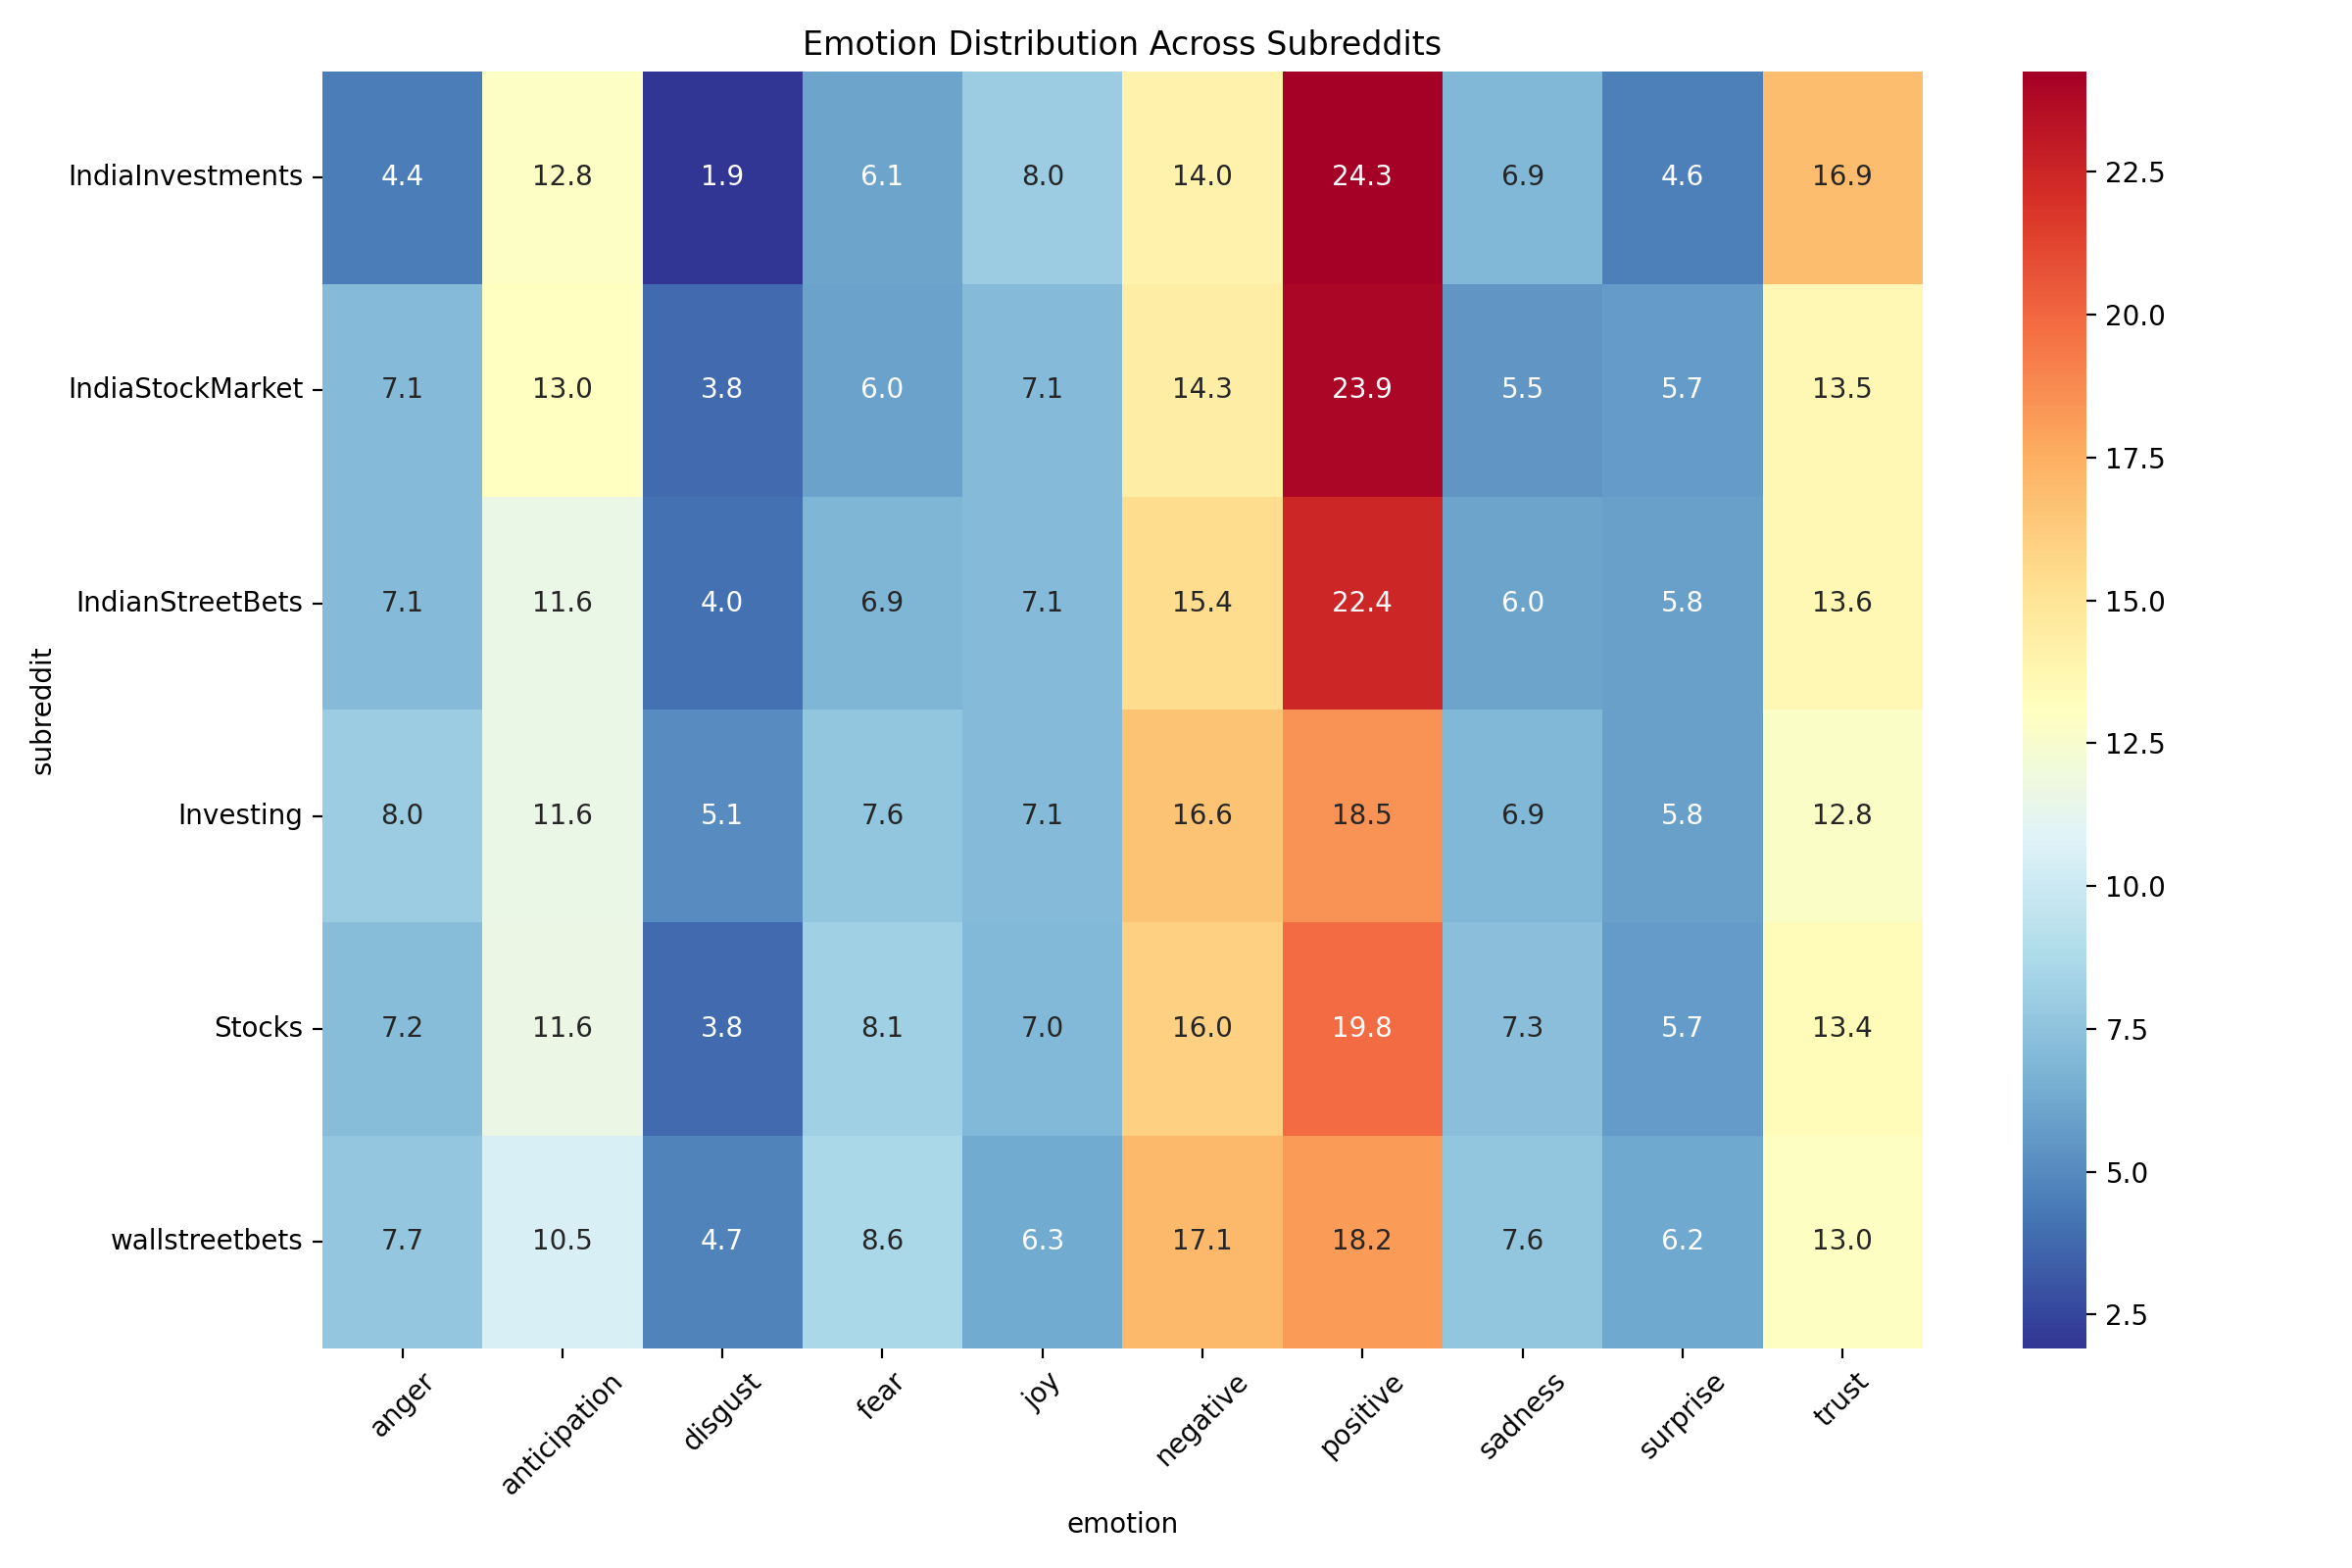 Emotion Distribution Across Subreddits
IndiaInvestments 4.4 12.8 1.9 6.1 8.0 14.0 24.3 6.9 4.6 16.9
IndiaStockMarket 7.1 13.0 3.8 6.0 7.1 14.3 23.9 5.5 5.7 13.5
IndianStreetBets 7.1 11.6 4.0 6.9 7.1 15.4 22.4 6.0 5.8 13.6
Investing 8.0 11.6 5.1 7.6 7.1 16.6 18.5 6.9 5.8 12.8
Stocks 7.2 11.6 3.8 8.1 7.0 16.0 19.8 7.3 5.7 13.4
wallstreetbets 7.7 10.5 4.7 8.6 6.3 17.1 18.2 7.6 6.2 13.0
subreddit
anger anticipation disgust fear joy negative positive sadness surprise trust
emotion
22.5
20.0
17.5
15.0
12.5
10.0
7.5
5.0
2.5